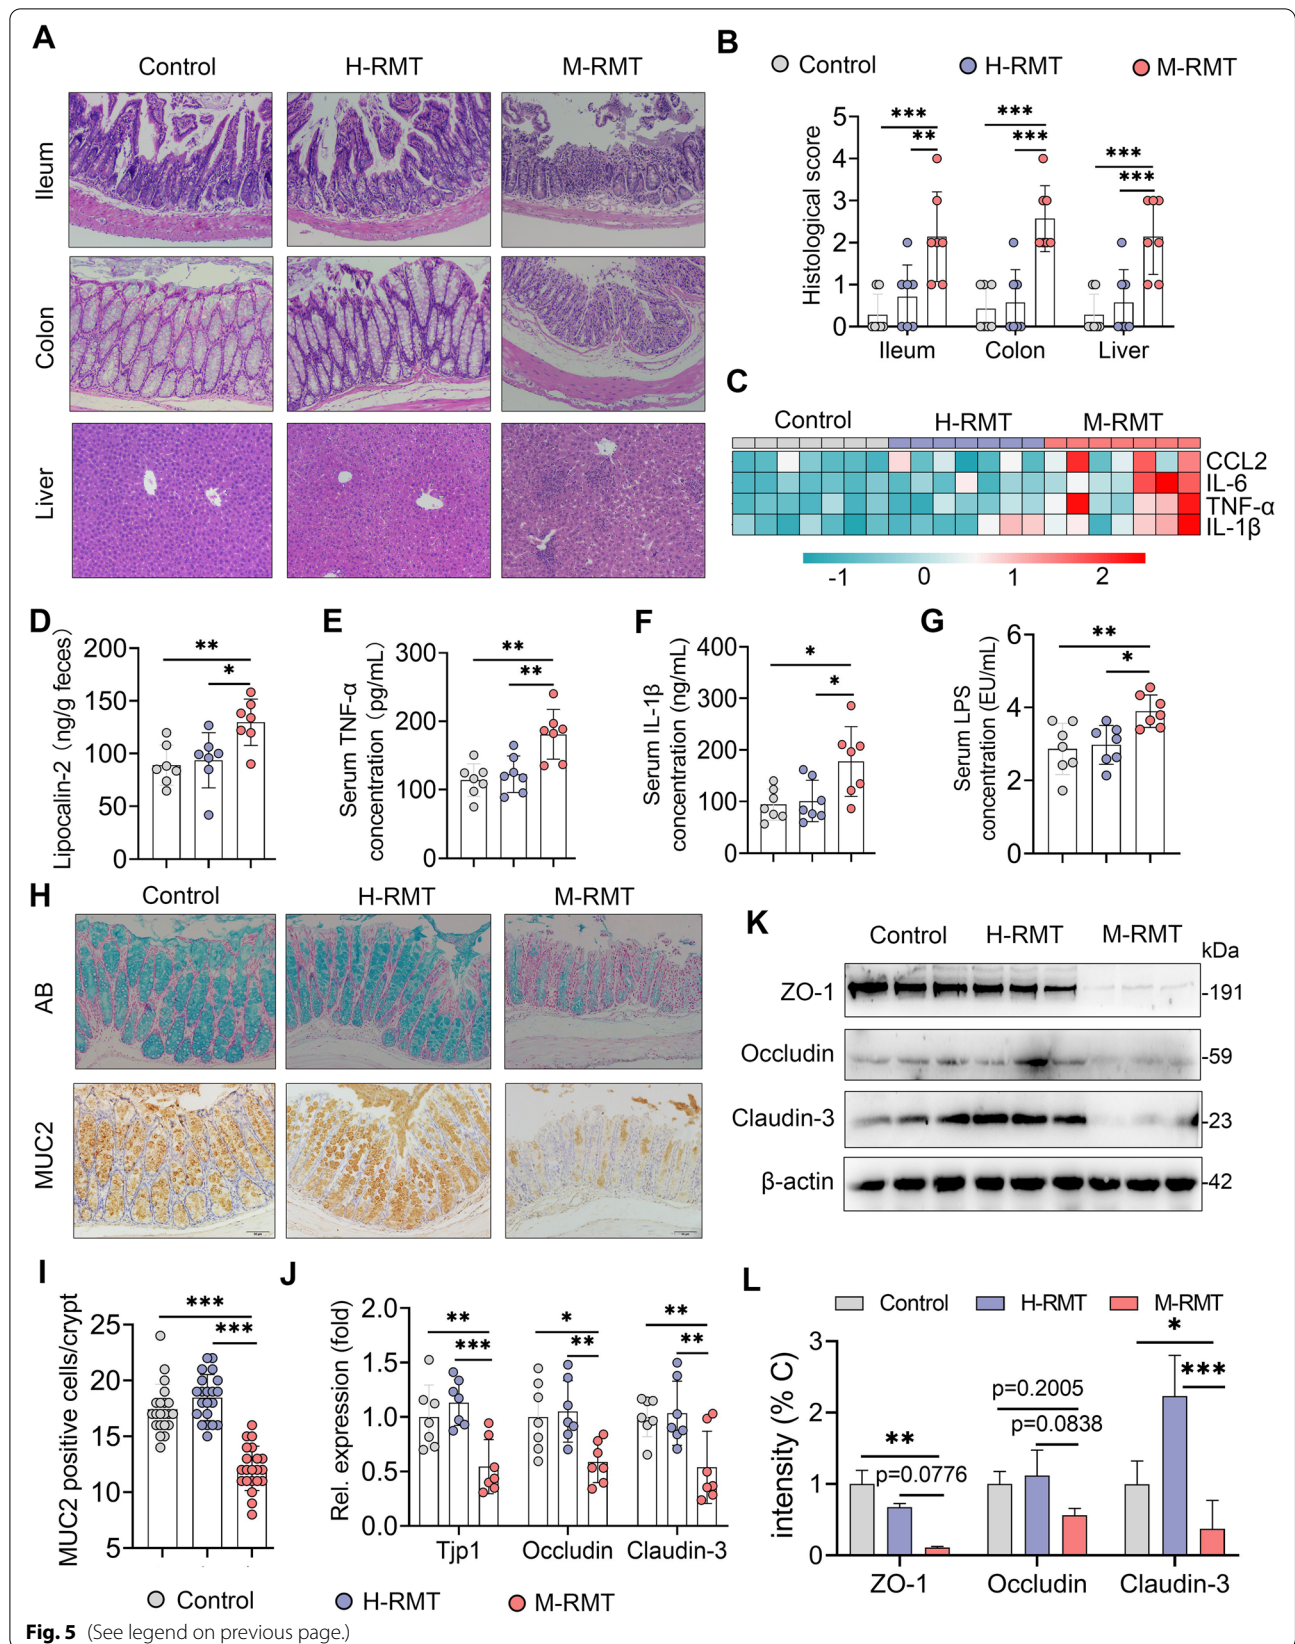 A
Control
H-RMT
M-RMT
Ileum
Colon
Liver
B
Control
H-RMT
M-RMT
Histological score
5
4
3
2
1
0
***
**
***
***
***
***
Ileum
Colon
Liver
C
Control
H-RMT
M-RMT
CCL2
IL-6
TNF-α
IL-1β
-1
0
1
2
D
Lipocalin-2 (ng/g feces)
200
150
100
50
0
**
*
E
Serum TNF-α
concentration (pg/mL)
300
200
100
0
**
**
F
Serum IL-1β
concentration (ng/mL)
400
300
200
100
0
*
*
G
Serum LPS
concentration (EU/mL)
6
4
2
0
**
*
H
Control
H-RMT
M-RMT
AB
MUC2
K
Control
H-RMT
M-RMT
kDa
ZO-1
-191
Occludin
-59
Claudin-3
-23
β-actin
-42
I
MUC2 positive cells/crypt
25
20
15
10
5
***
***
J
Rel. expression (fold)
2.0
1.5
1.0
0.5
0.0
**
***
*
**
**
**
Tjp1
Occludin
Claudin-3
Control
H-RMT
M-RMT
L
Control
H-RMT
M-RMT
intensity (% C)
3
2
1
0
**
p=0.0776
p=0.2005
p=0.0838
*
***
ZO-1
Occludin
Claudin-3
Fig. 5 (See legend on previous page.)